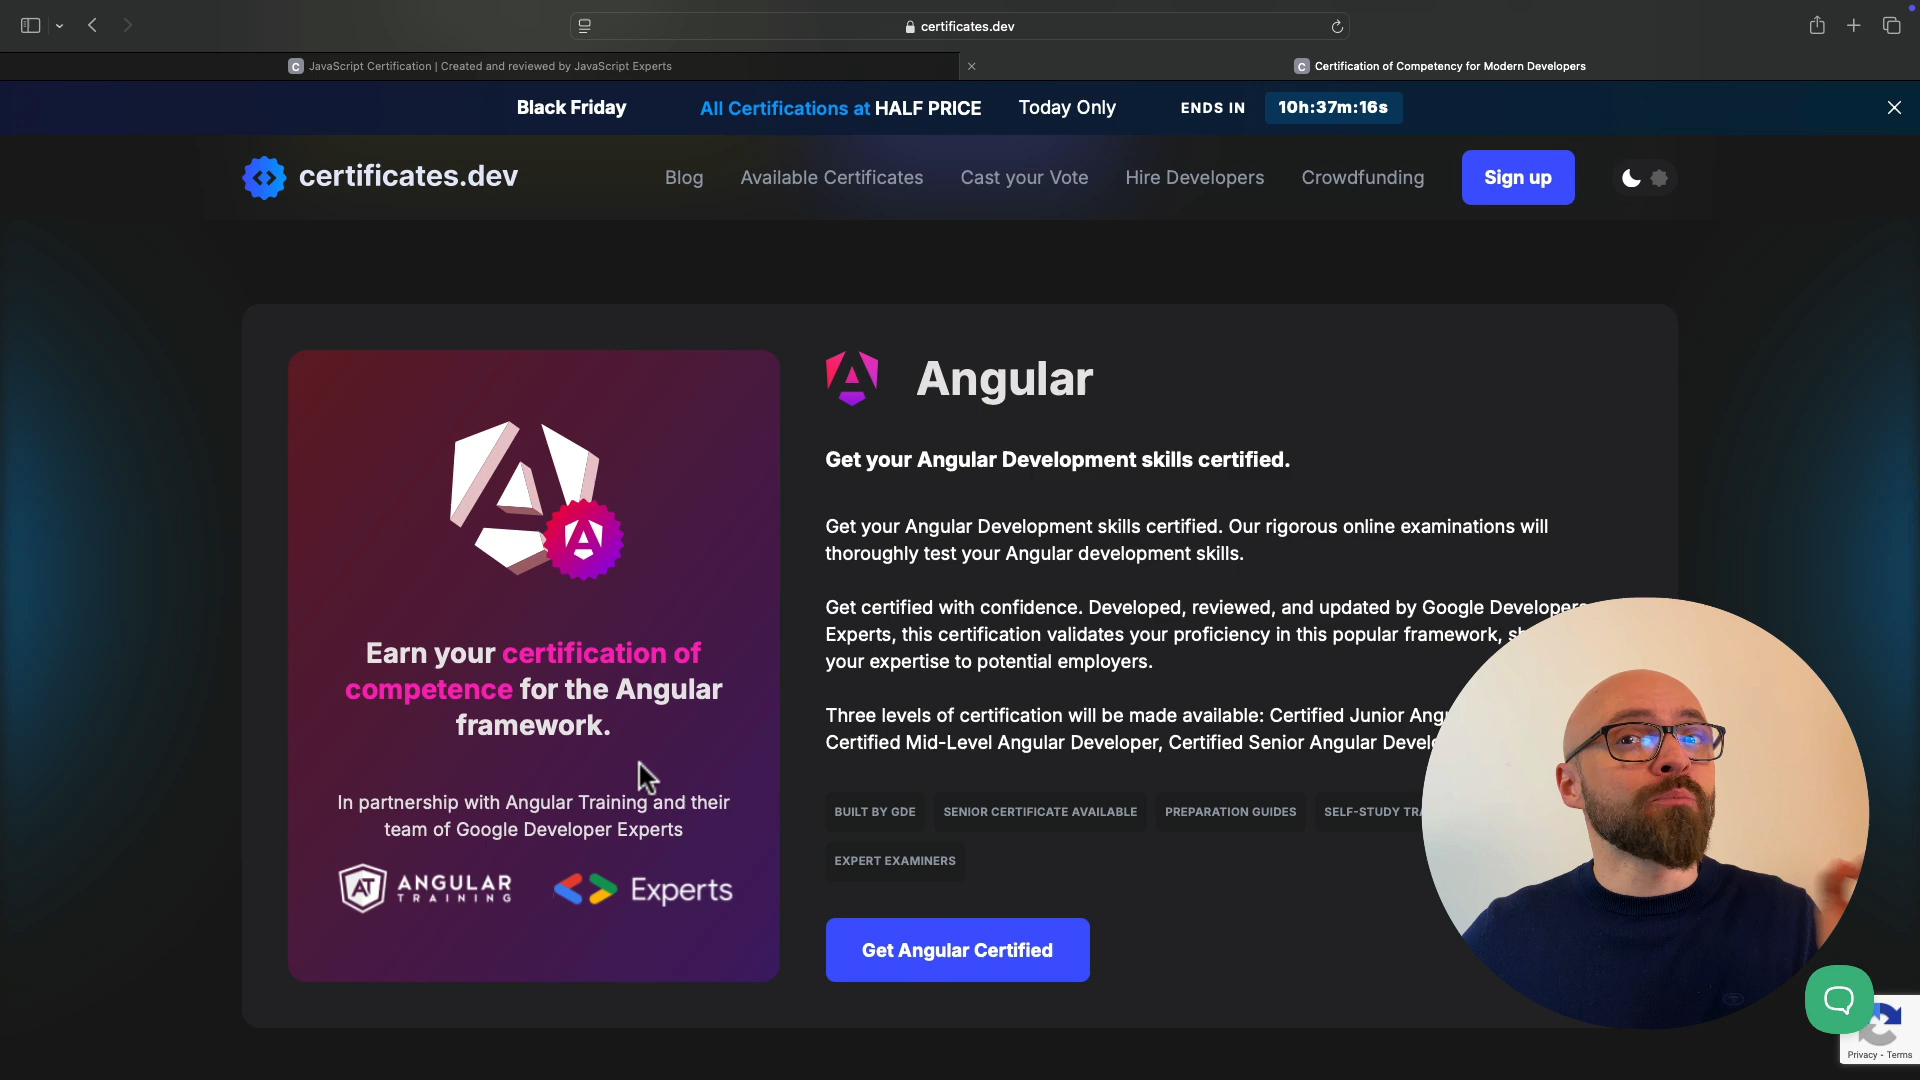 certificates.dev
JavaScript Certification | Created and reviewed by JavaScript Experts
Certification of Competency for Modern Developers
Black Friday All Certifications at HALF PRICE Today Only ENDS IN 10h:37m:16s
certificates.dev
Blog Available Certificates Cast your Vote Hire Developers Crowdfunding Sign up
Earn your certification of
competence for the Angular
framework.
In partnership with Angular Training and their
team of Google Developer Experts
AT ANGULAR
TRAINING
Experts
Angular
Get your Angular Development skills certified.
Get your Angular Development skills certified. Our rigorous online examinations will
thoroughly test your Angular development skills.
Get certified with confidence. Developed, reviewed, and updated by Google Developers
Experts, this certification validates your proficiency in this popular framework,
your expertise to potential employers.
Three levels of certification will be made available: Certified Junior
Certified Mid-Level Angular Developer, Certified Senior Angular
BUILT BY GDE SENIOR CERTIFICATE AVAILABLE PREPARATION GUIDES SELF-STUDY
EXPERT EXAMINERS
Get Angular Certified
Privacy - Terms